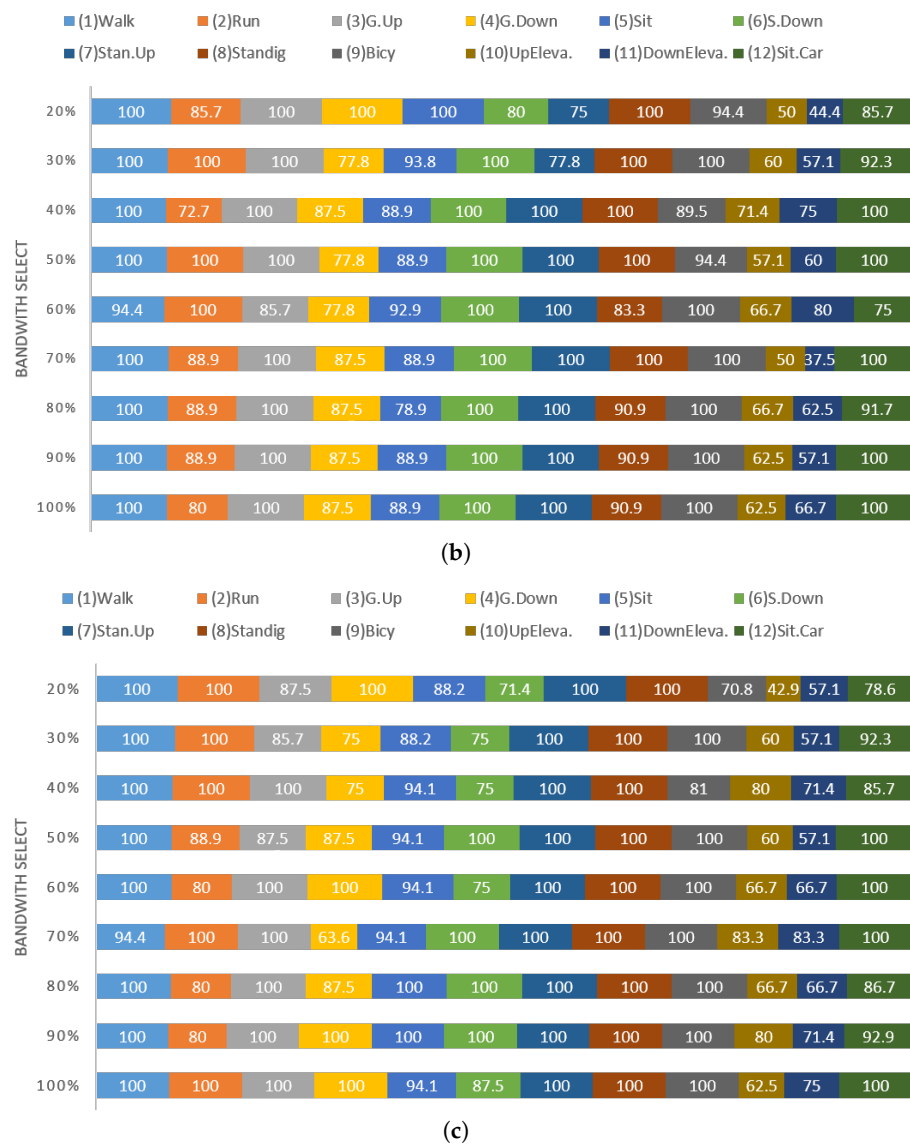 (1)Walk (2)Run (3)G.Up (4)G.Down (5)Sit (6)S.Down
(7)Stan.Up (8)Standig (9)Bicy (10)UpEleva. (11)DownEleva. (12)Sit.Car
BANDWITH SELECT
20% 100 85.7 100 100 100 80 75 100 94.4 50 44.4 85.7
30% 100 100 100 77.8 93.8 100 77.8 100 100 60 57.1 92.3
40% 100 72.7 100 87.5 88.9 100 100 100 89.5 71.4 75 100
50% 100 100 100 77.8 88.9 100 100 100 94.4 57.1 60 100
60% 94.4 100 85.7 77.8 92.9 100 100 83.3 100 66.7 80 75
70% 100 88.9 100 87.5 88.9 100 100 100 100 50 37.5 100
80% 100 88.9 100 87.5 78.9 100 100 90.9 100 66.7 62.5 91.7
90% 100 88.9 100 87.5 88.9 100 100 90.9 100 62.5 57.1 100
100% 100 80 100 87.5 88.9 100 100 90.9 100 62.5 66.7 100
(b)
(1)Walk (2)Run (3)G.Up (4)G.Down (5)Sit (6)S.Down
(7)Stan.Up (8)Standig (9)Bicy (10)UpEleva. (11)DownEleva. (12)Sit.Car
BANDWITH SELECT
20% 100 100 87.5 100 88.2 71.4 100 100 70.8 42.9 57.1 78.6
30% 100 100 85.7 75 88.2 75 100 100 100 60 57.1 92.3
40% 100 100 100 75 94.1 75 100 100 81 80 71.4 85.7
50% 100 88.9 87.5 87.5 94.1 100 100 100 100 60 57.1 100
60% 100 80 100 100 94.1 75 100 100 100 66.7 66.7 100
70% 94.4 100 100 63.6 94.1 100 100 100 100 83.3 83.3 100
80% 100 80 100 87.5 100 100 100 100 100 66.7 66.7 86.7
90% 100 80 100 100 100 100 100 100 100 80 71.4 92.9
100% 100 100 100 100 94.1 87.5 100 100 100 62.5 75 100
(c)